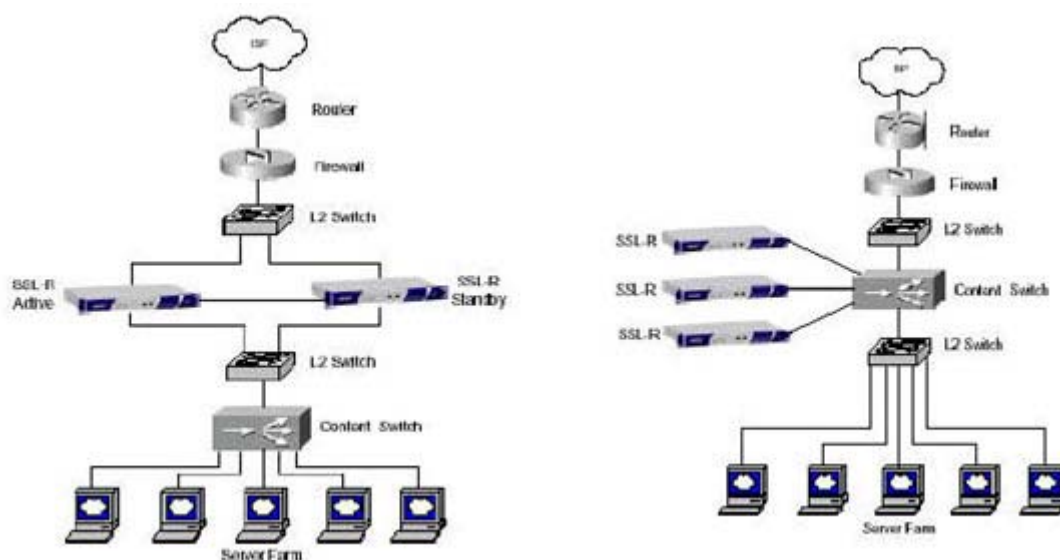 ISP
Router
Firewall
L2 Switch
SSL-R
Active
SSL-R
Standby
L2 Switch
Content Switch
Server Farm
Router
Firewall
L2 Switch
SSL-R
SSL-R
SSL-R
Content Switch
L2 Switch
Server Farm